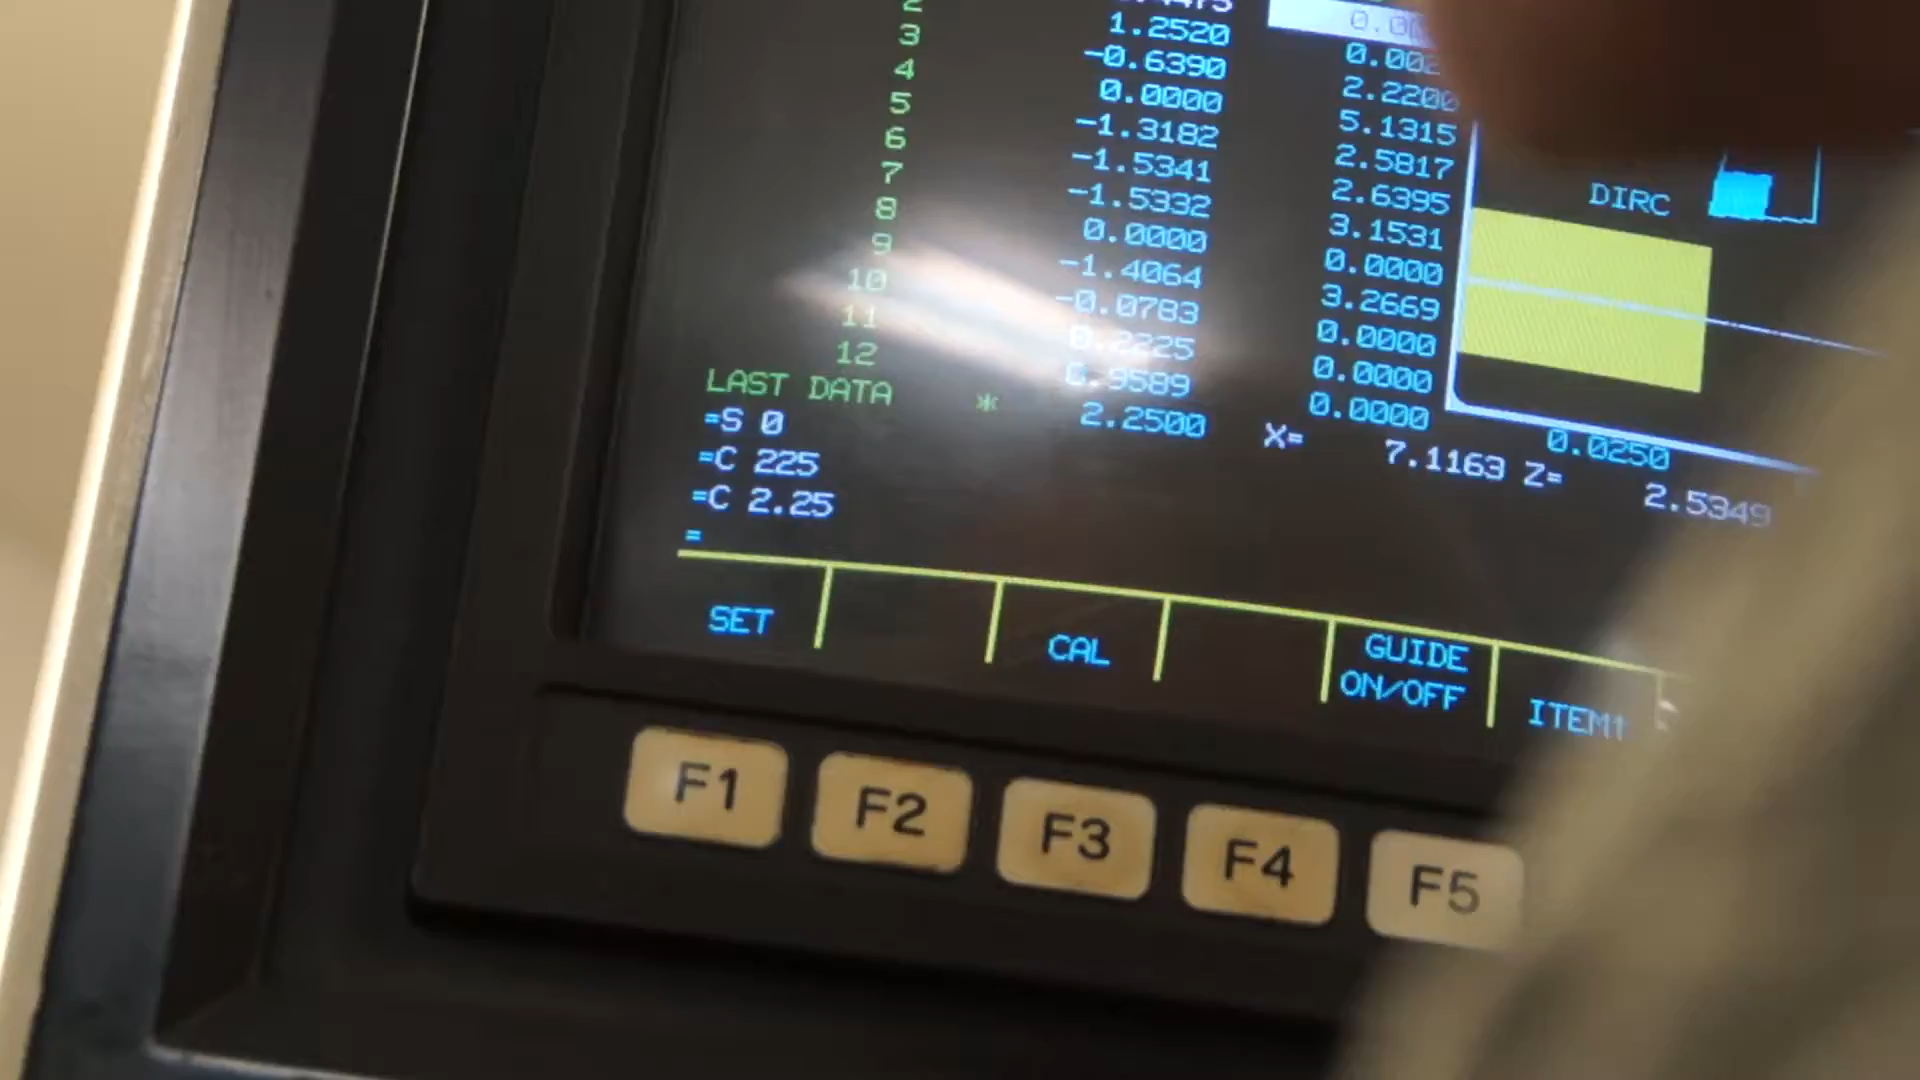 2 1.2520
3 -0.6390 2.2200
4 0.0000 5.1315
5 -1.3182 2.5817
6 -1.5341 2.6395
7 -1.5332 3.1531
8 0.0000 0.0000
9 -1.4064 3.2669
10 -0.0783 0.0000
11 0.2225 0.0000
12 0.9589 0.0000
DIRC
0.0250
LAST DATA * 2.2500 X= 7.1163 Z= 2.5349
=S 0
=C 225
=C 2.25
=
SET CAL GUIDE ON/OFF ITEM↑
F1 F2 F3 F4 F5